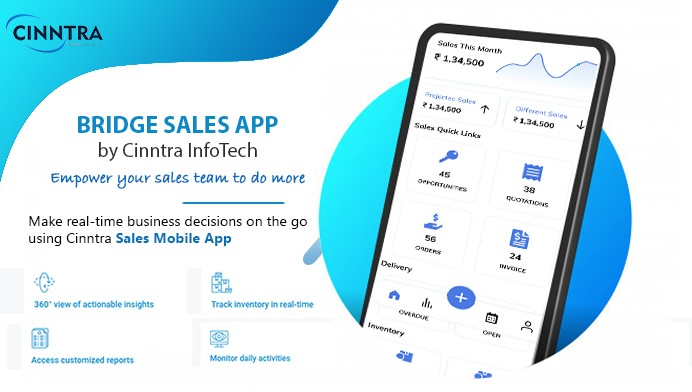 CINNTRA
BRIDGE SALES APP
by Cinntra InfoTech
Empower your sales team to do more
Make real-time business decisions on the go
using Cinntra Sales Mobile App
360° view of actionable insights
Track inventory in real-time
Access customized reports
Monitor daily activities
Sales This Month
₹ 1,34,500
Projected Sales
₹ 1,34,500
Different Sales
₹ 1,34,500
Sales Quick Links
45
OPPORTUNITIES
38
QUOTATIONS
56
ORDERS
24
INVOICE
Delivery
OVERDUE
OPEN
Inventory